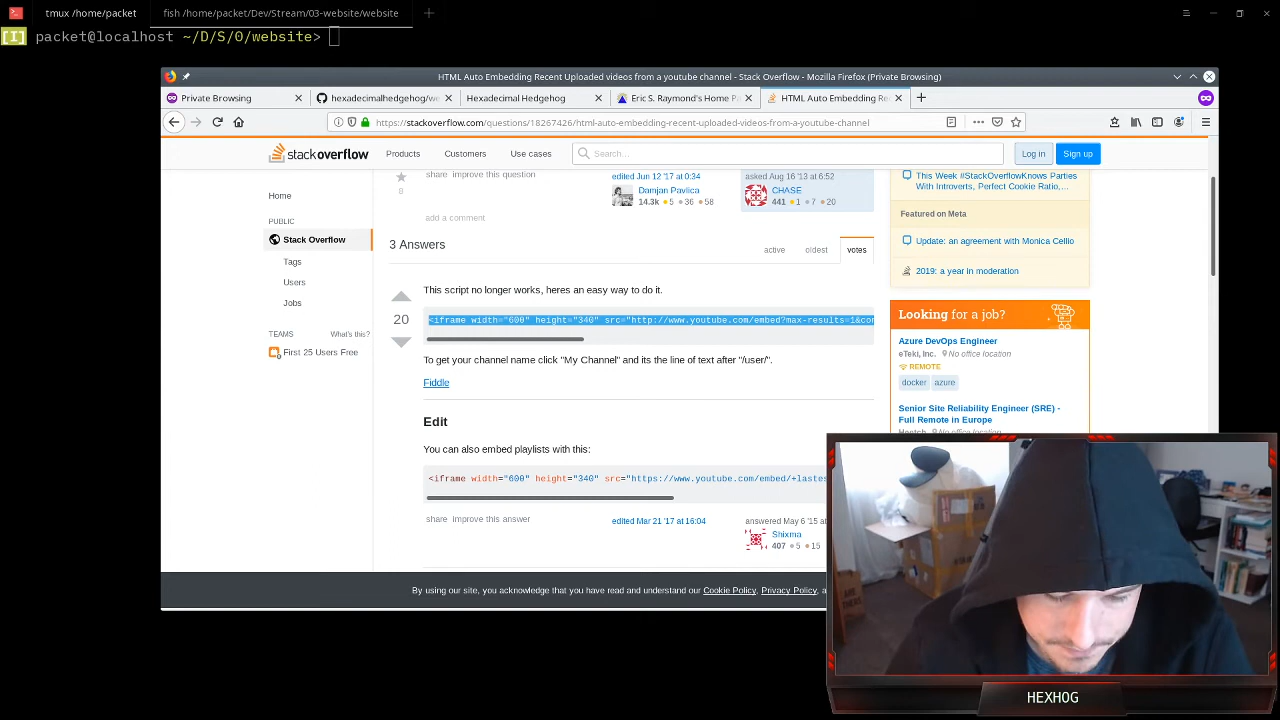 tmux /home/packet
fish /home/packet/Dev/Stream/03-website/website
[I] packet@localhost ~/D/S/0/website>
HTML Auto Embedding Recent Uploaded videos from a youtube channel - Stack Overflow - Mozilla Firefox (Private Browsing)
Private Browsing
hexadecimalhedgehog/we
Hexadecimal Hedgehog
Eric S. Raymond's Home Pa
HTML Auto Embedding Rec
https://stackoverflow.com/questions/18267426/html-auto-embedding-recent-uploaded-videos-from-a-youtube-channel
stackoverflow
Products
Customers
Use cases
Search...
Log in
Sign up
Home
PUBLIC
Stack Overflow
Tags
Users
Jobs
TEAMS
What's this?
First 25 Users Free
8
share improve this question
edited Jun 12 '17 at 0:34
Damjan Pavlica
14.3k 5 36 58
asked Aug 16 '13 at 6:52
CHASE
441 1 7 20
add a comment
3 Answers
active
oldest
votes
20
This script no longer works, heres an easy way to do it.
<iframe width="600" height="340" src="http://www.youtube.com/embed?max-results=1&con
To get your channel name click "My Channel" and its the line of text after "/user/".
Fiddle
Edit
You can also embed playlists with this:
<iframe width="600" height="340" src="https://www.youtube.com/embed/+lastes
share improve this answer
edited Mar 21 '17 at 16:04
answered May 6 '15 a
Shixma
407 5 15
This Week #StackOverflowKnows Parties
With Introverts, Perfect Cookie Ratio,...
Featured on Meta
Update: an agreement with Monica Cellio
2019: a year in moderation
Looking for a job?
Azure DevOps Engineer
eTeki, Inc. No office location
REMOTE
docker
azure
Senior Site Reliability Engineer (SRE) -
Full Remote in Europe
By using our site, you acknowledge that you have read and understand our Cookie Policy, Privacy Policy,
HEXHOG